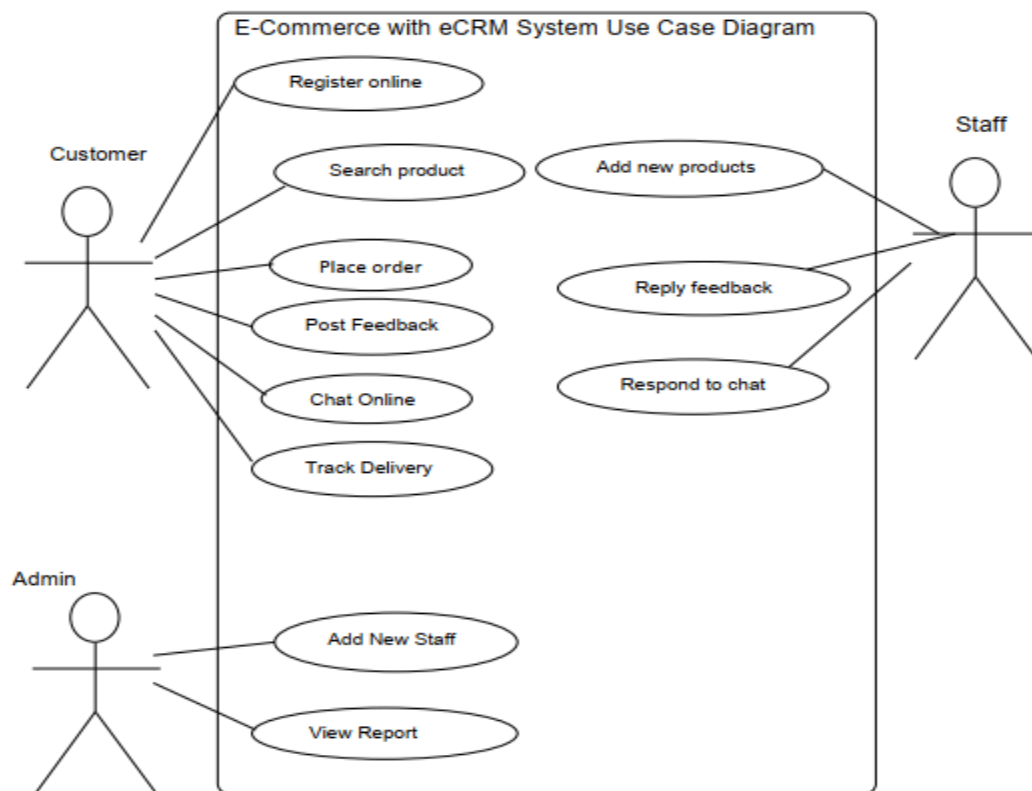 E-Commerce with eCRM System Use Case Diagram
Register online
Customer
Staff
Search product
Add new products
Place order
Reply feedback
Post Feedback
Chat Online
Respond to chat
Track Delivery
Admin
Add New Staff
View Report